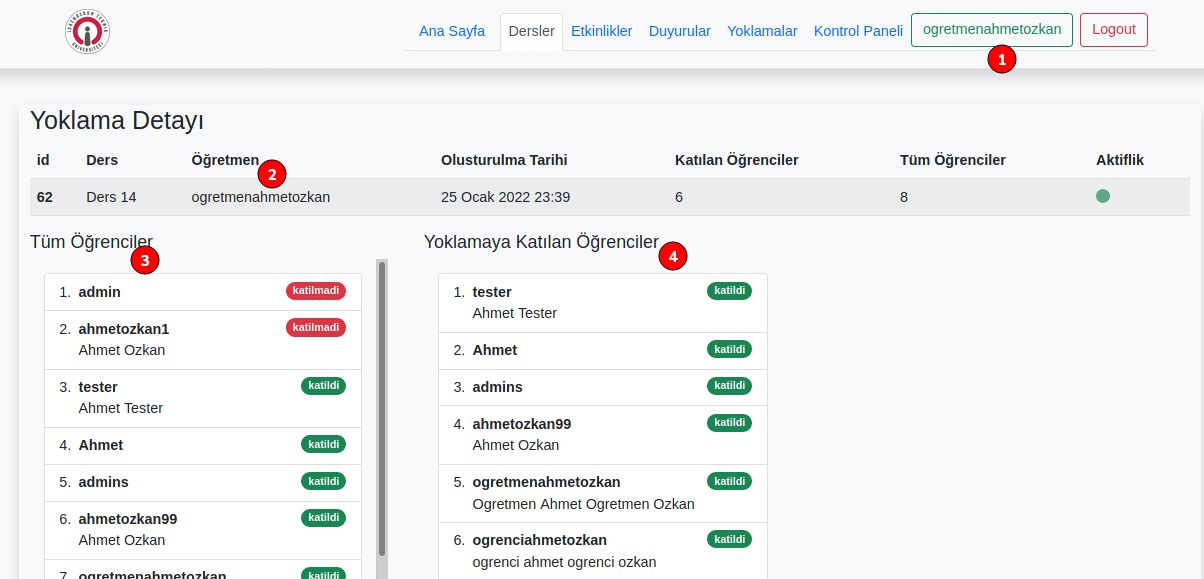 İSKENDERUN TEKNİK ÜNİVERSİTESİ
Ana Sayfa Dersler Etkinlikler Duyurular Yoklamalar Kontrol Paneli ogretmenahmetozkan Logout
1
Yoklama Detayı
id Ders Öğretmen Olusturulma Tarihi Katılan Öğrenciler Tüm Öğrenciler Aktiflik
2
62 Ders 14 ogretmenahmetozkan 25 Ocak 2022 23:39 6 8
Tüm Öğrenciler
3
1. admin katilmadi
2. ahmetozkan1 katilmadi
Ahmet Ozkan
3. tester katildi
Ahmet Tester
4. Ahmet katildi
5. admins katildi
6. ahmetozkan99 katildi
Ahmet Ozkan
7. ogretmenahmetozkan katildi
Yoklamaya Katılan Öğrenciler
4
1. tester katildi
Ahmet Tester
2. Ahmet katildi
3. admins katildi
4. ahmetozkan99 katildi
Ahmet Ozkan
5. ogretmenahmetozkan katildi
Ogretmen Ahmet Ogretmen Ozkan
6. ogrenciahmetozkan katildi
ogrenci ahmet ogrenci ozkan